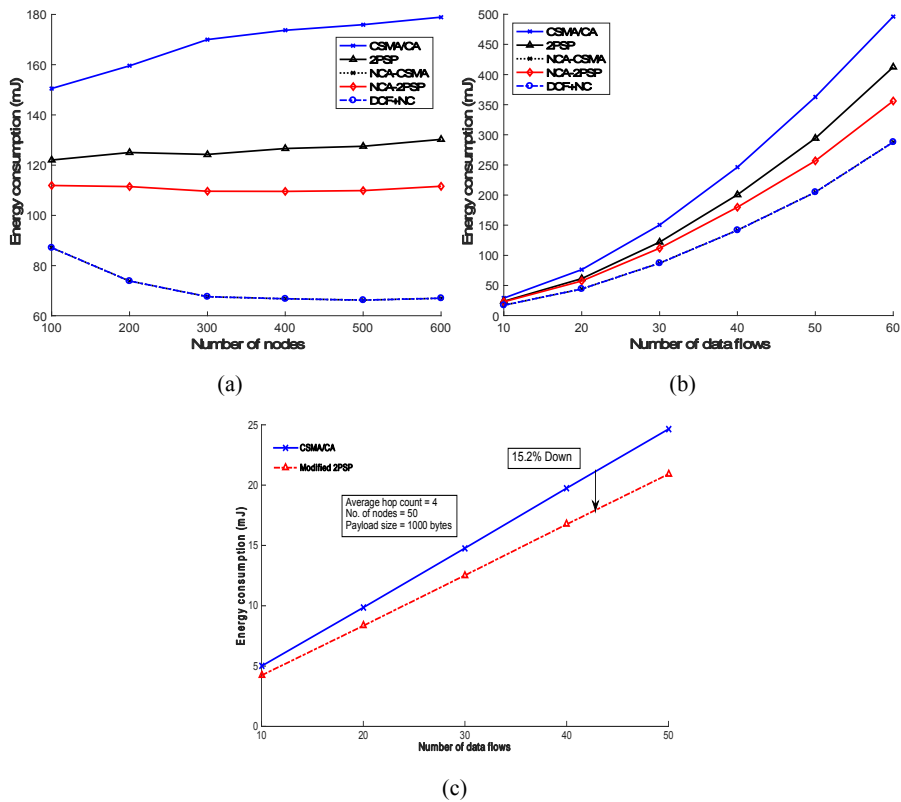 180
160
140
120
100
80
60
Energy consumption (mJ)
CSMA/CA
2PSP
NCA-CSMA
NCA-2PSP
DCF+NC
100 200 300 400 500 600
Number of nodes
(a)
500
450
400
350
300
250
200
150
100
50
0
Energy consumption (mJ)
CSMA/CA
2PSP
NCA-CSMA
NCA-2PSP
DCF+NC
10 20 30 40 50 60
Number of data flows
(b)
25
20
15
10
5
0
Energy consumption (mJ)
CSMA/CA
Modified 2PSP
15.2% Down
Average hop count = 4
No. of nodes = 50
Payload size = 1000 bytes
10 20 30 40 50
Number of data flows
(c)